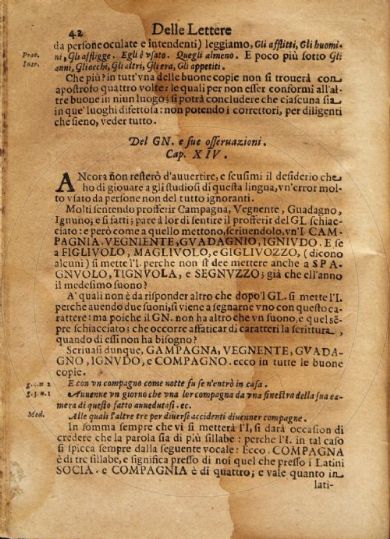 42 Delle Lettere
da persone oculate e intendenti) leggiamo, Gli afflitti, Gli huomi-
Proe. ni, Gli affligge. Egli è vsato. Quegli almeno. E poco più sotto Gli
Intr. anni, Gliocchi, Gli altri, Gli era, Gli appetiti.
Che più? in tutt'vna delle buone copie non si trouerà con
apostrofo quattro volte: le quali per non esser conformi all'al-
tre buone in niun luogo; si potrà concludere che ciascuna sia
in que' luoghi difettosa: non potendo i correttori, per diligenti
che sieno, veder tutto.
Del GN. e sue osseruazioni.
Cap. XIV.
ANcora non resterò d'auuertire, e scusimi il desiderio che
ho di giouare a gli studiosi di questa lingua, vn'error mol-
to vsato da persone non del tutto ignoranti.
Molti sentendo profferir Campagna, Vegnente, Guadagno,
Ignuno, e sì fatti; pare à lor di sentire il profferir del GL schiac-
ciato: e però come a quello mettono, scriuendolo, vn'I CAM-
PAGNIA. VEGNIENTE, GVADAGNIO, IGNIVDO. E se
a FIGLIVOLO, MAGLIVOLO, e GIGLIVOZZO, (dicono
alcuni) si mette l'I. perche non si dee mettere anche a SPA-
GNVOLO, TIGNVOLA, e SEGNVZZO; già che ell'anno
il medesimo suono?
A' quali non è da risponder altro che dopo'l GL. si mette l'I.
perche auendo due suoni, si viene a segnarne vno con questo ca-
rattere: ma poiche il GN. non ha altro che vn suono. e quel sē-
pre schiacciato: che occorre affaticar di caratteri la scrittura,
quando di essi non ha bisogno?
Scriuasi dunque, CAMPAGNA, VEGNENTE, GVADA-
GNO, IGNVDO, e COMPAGNO. ecco in tutte le buone
copie.
E con vn compagno come notte fu se n'entrò in casa.
Auuenne vn giorno che vna lor compagna da vna finestra della sua ca-
mera di questo fatto auuedutasi. ec.
Med. Alle quali l'altre tre per diuersi accidenti diuenner compagne.
In somma sempre che vi si metterà l'I, si darà occasion di
credere che la parola sia di più sillabe: perche l'I. in tal caso
si spicca sempre dalla seguente vocale: Ecco. COMPAGNA
è di tre sillabe, e significa presso di noi quel che presso i Latini
SOCIA. e COMPAGNIA è di quattro; e vale quanto in
lati-